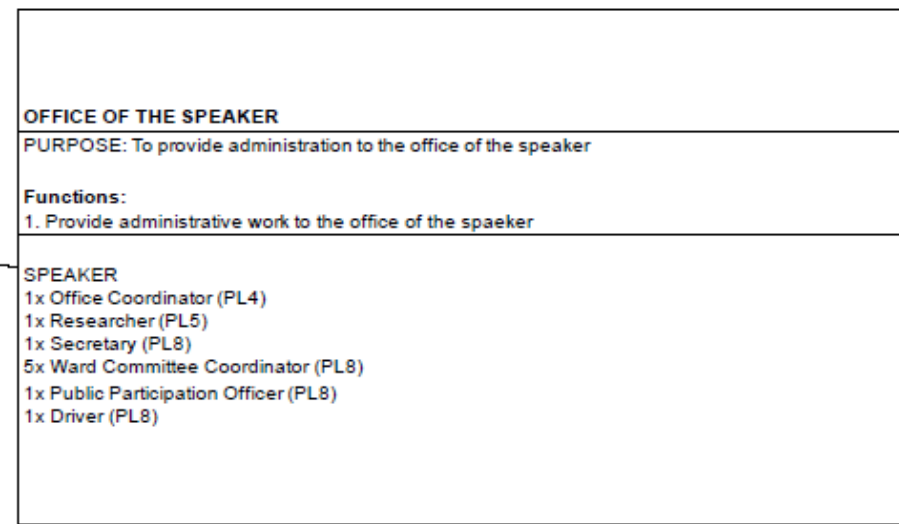 OFFICE OF THE SPEAKER
PURPOSE: To provide administration to the office of the speaker
Functions:
1. Provide administrative work to the office of the spaeker
SPEAKER
1x Office Coordinator (PL4)
1x Researcher (PL5)
1x Secretary (PL8)
5x Ward Committee Coordinator (PL8)
1x Public Participation Officer (PL8)
1x Driver (PL8)